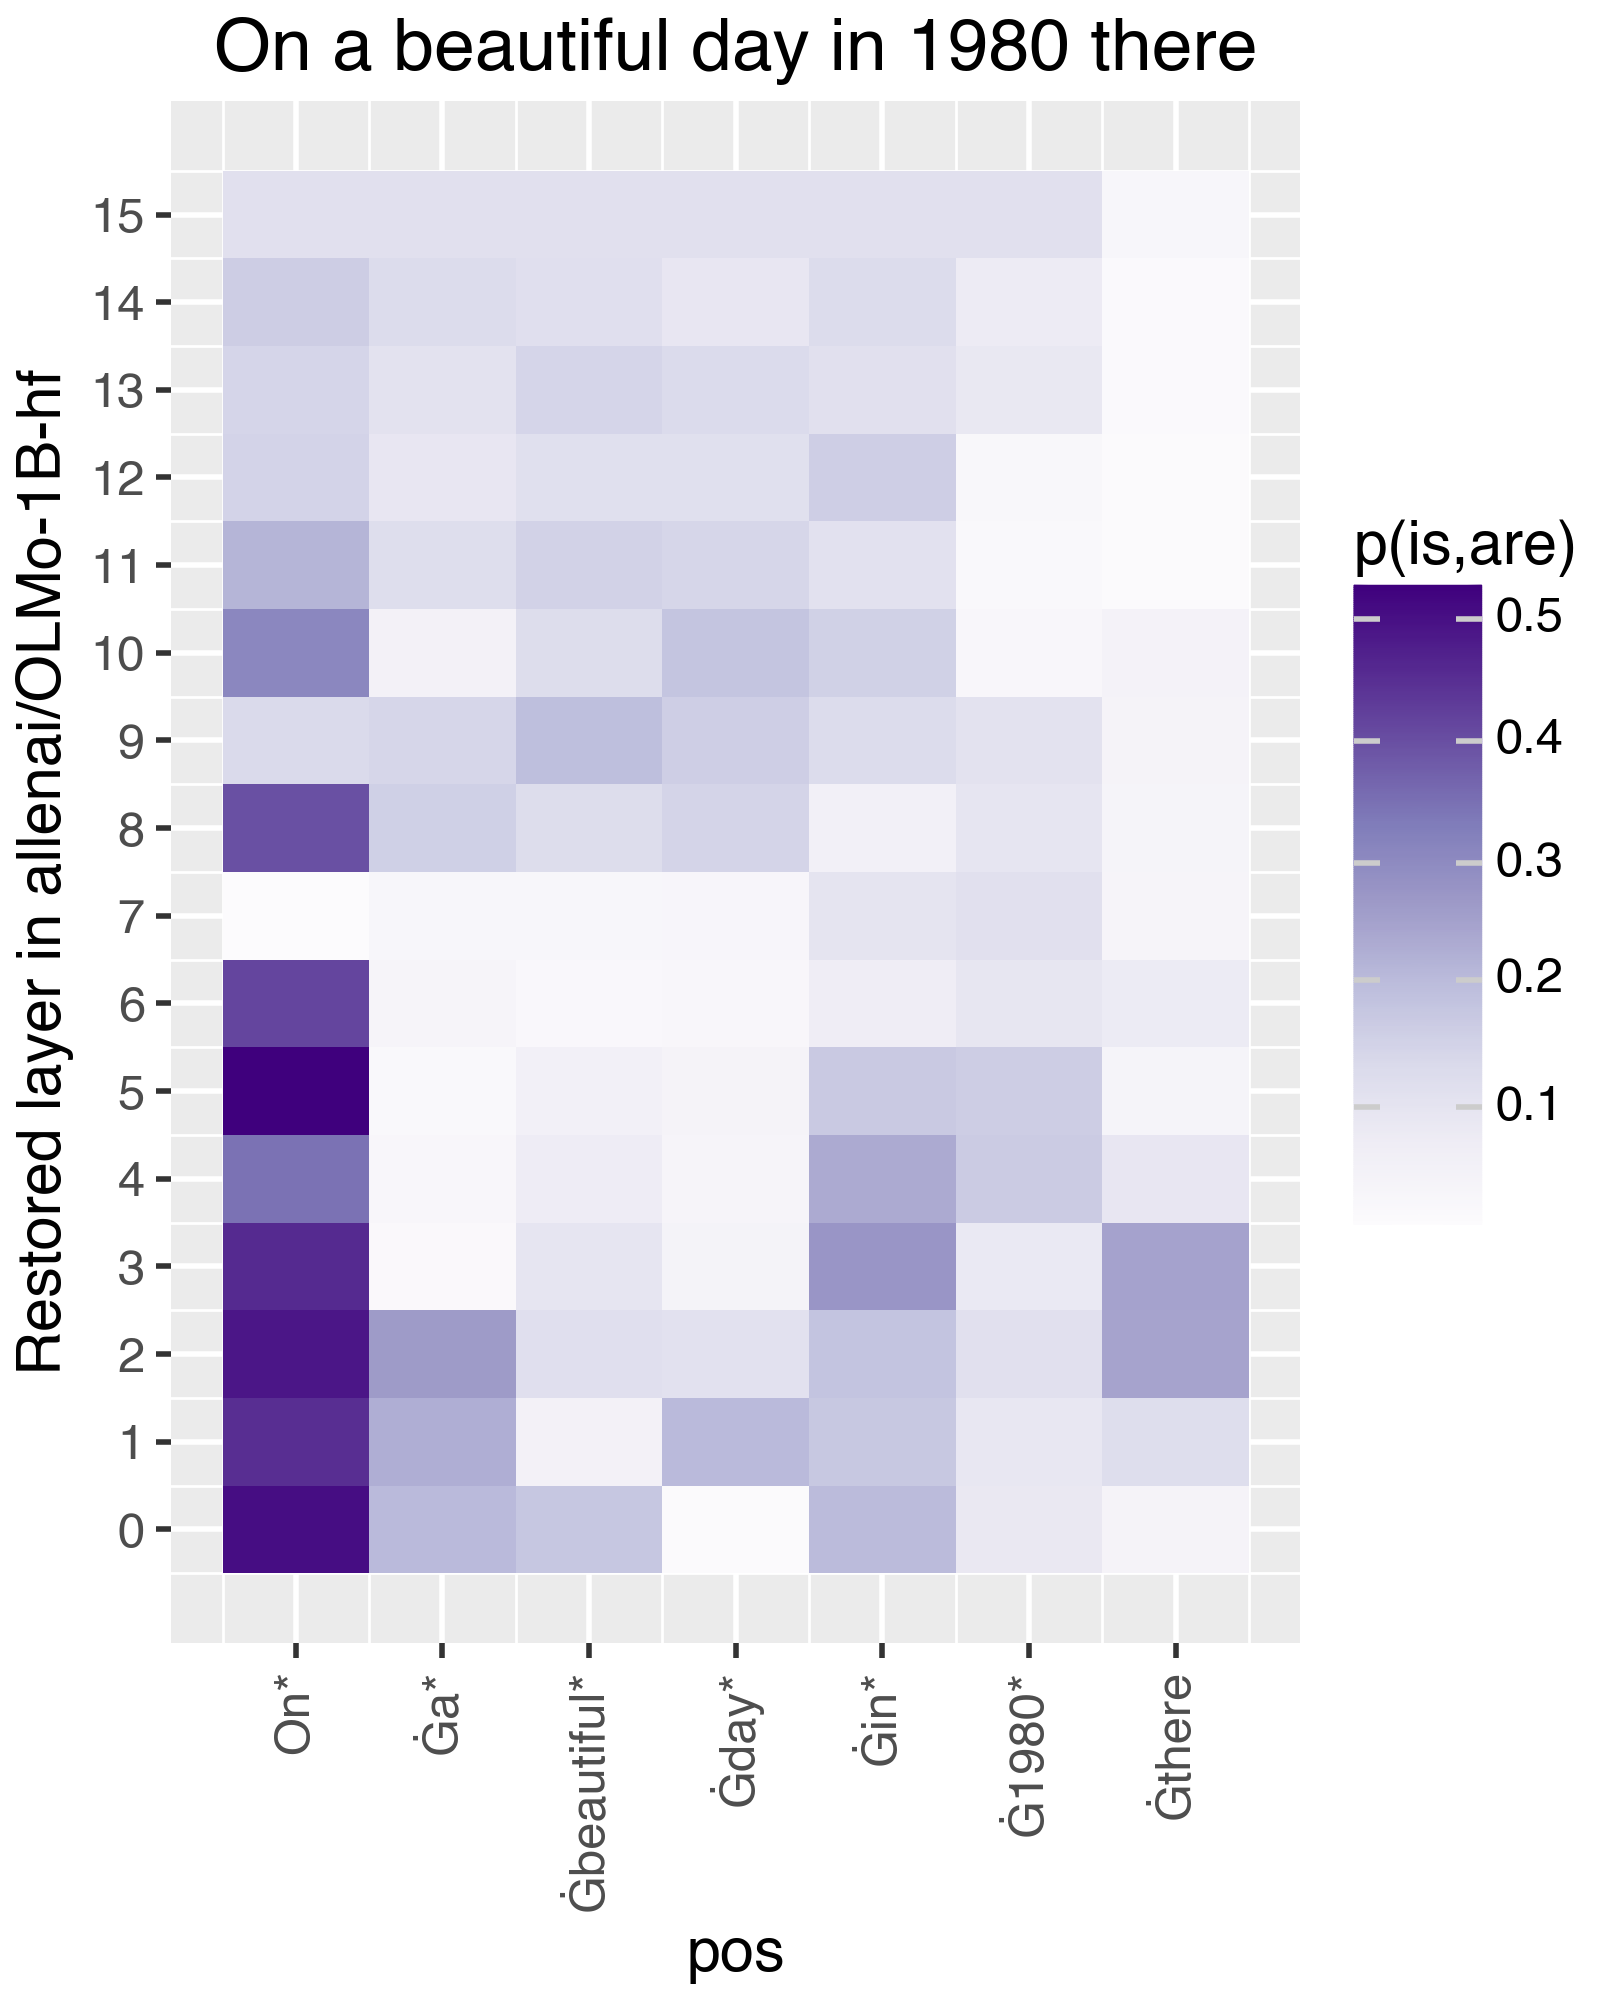 On a beautiful day in 1980 there
Restored layer in allenai/OLMo-1B-hf
15
14
13
12
11
10
9
8
7
6
5
4
3
2
1
0
On*
Ġa*
Ġbeautiful*
Ġday*
Ġin*
Ġ1980*
Ġthere
pos
p(is,are)
0.5
0.4
0.3
0.2
0.1